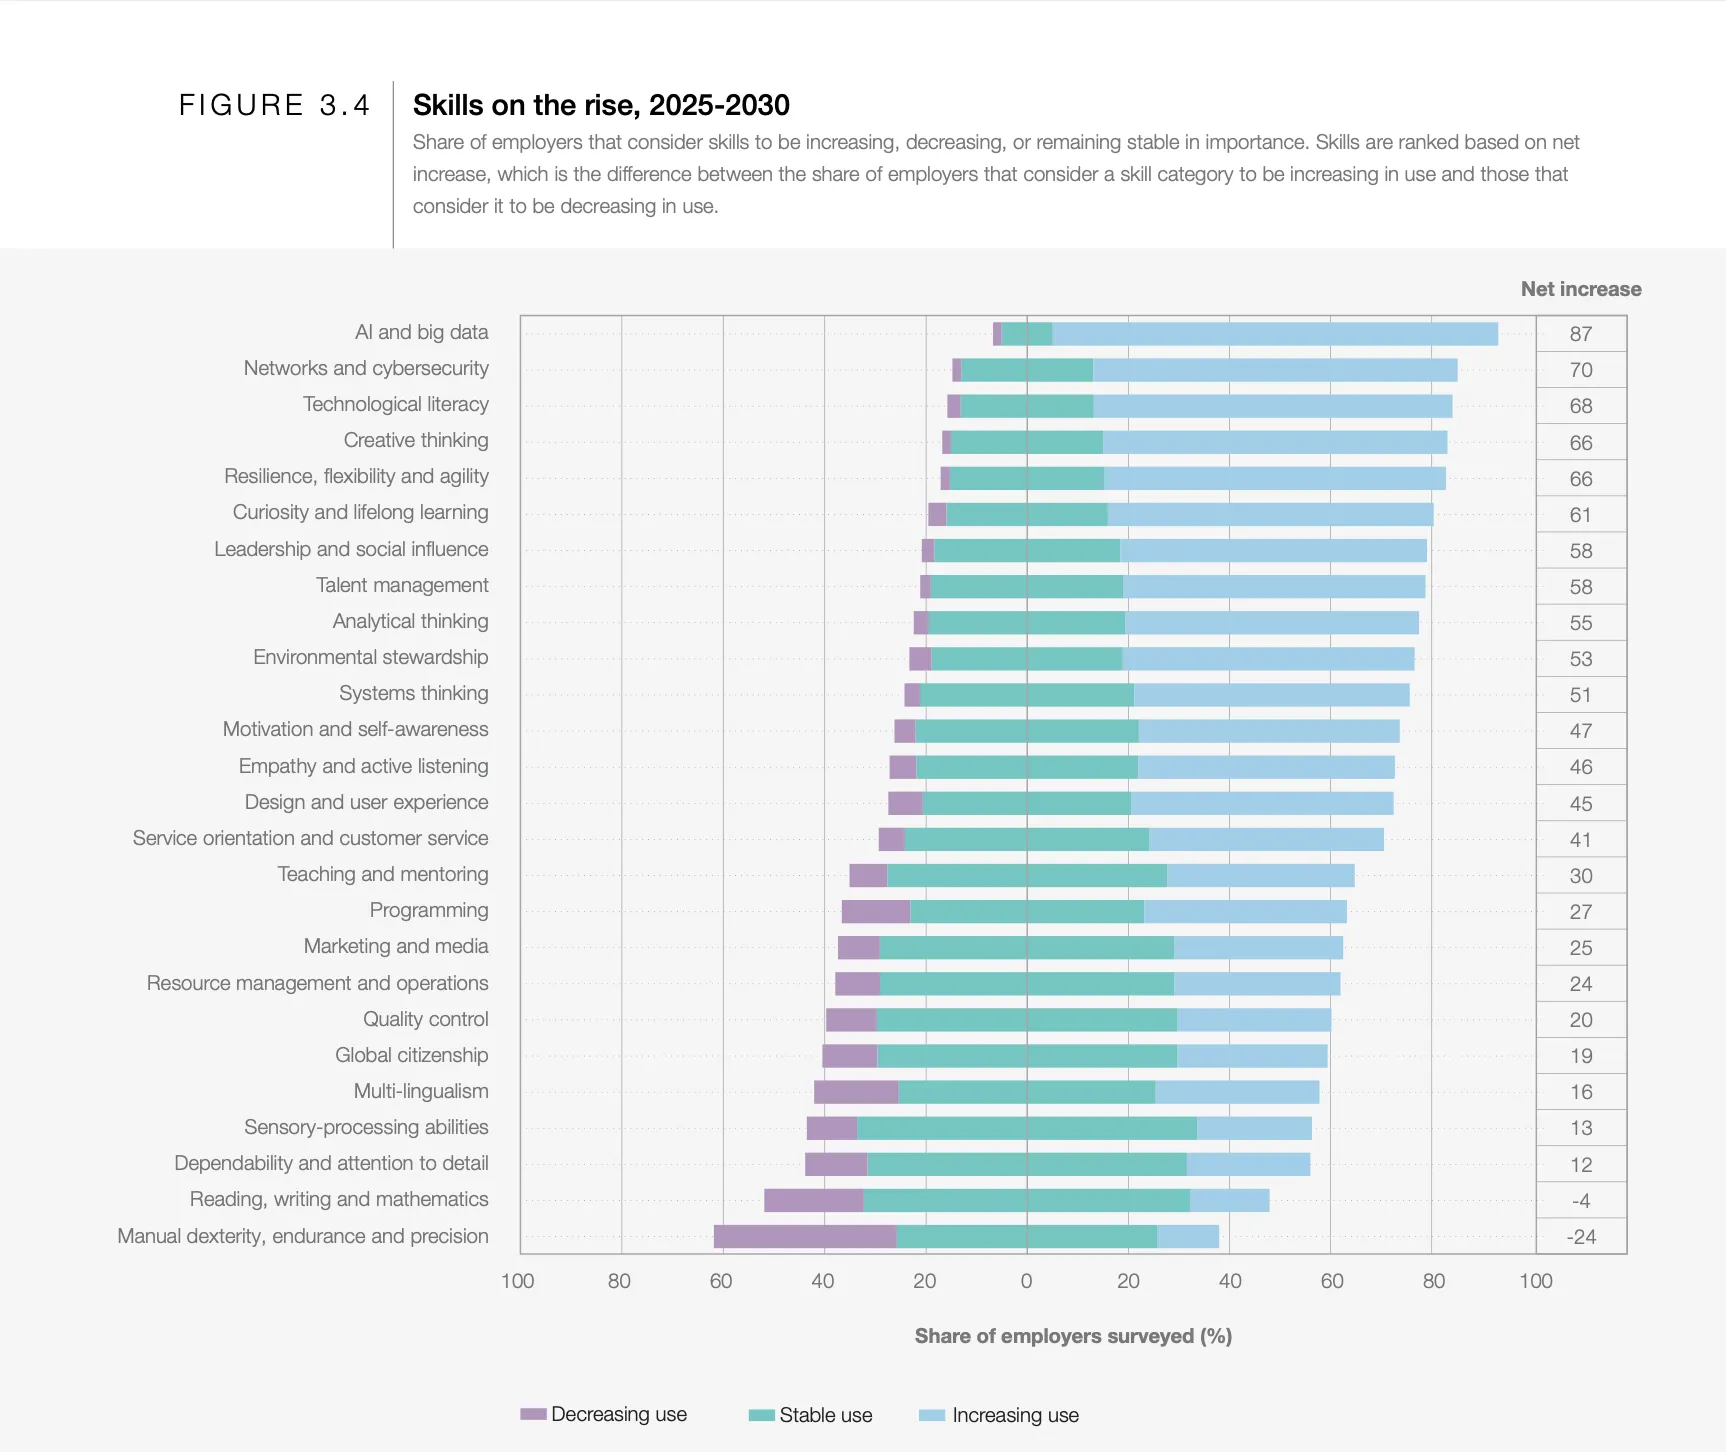 FIGURE 3.4
Skills on the rise, 2025-2030
Share of employers that consider skills to be increasing, decreasing, or remaining stable in importance. Skills are ranked based on net
increase, which is the difference between the share of employers that consider a skill category to be increasing in use and those that
consider it to be decreasing in use.
Net increase
AI and big data 87
Networks and cybersecurity 70
Technological literacy 68
Creative thinking 66
Resilience, flexibility and agility 66
Curiosity and lifelong learning 61
Leadership and social influence 58
Talent management 58
Analytical thinking 55
Environmental stewardship 53
Systems thinking 51
Motivation and self-awareness 47
Empathy and active listening 46
Design and user experience 45
Service orientation and customer service 41
Teaching and mentoring 30
Programming 27
Marketing and media 25
Resource management and operations 24
Quality control 20
Global citizenship 19
Multi-lingualism 16
Sensory-processing abilities 13
Dependability and attention to detail 12
Reading, writing and mathematics -4
Manual dexterity, endurance and precision -24
100 80 60 40 20 0 20 40 60 80 100
Share of employers surveyed (%)
Decreasing use Stable use Increasing use